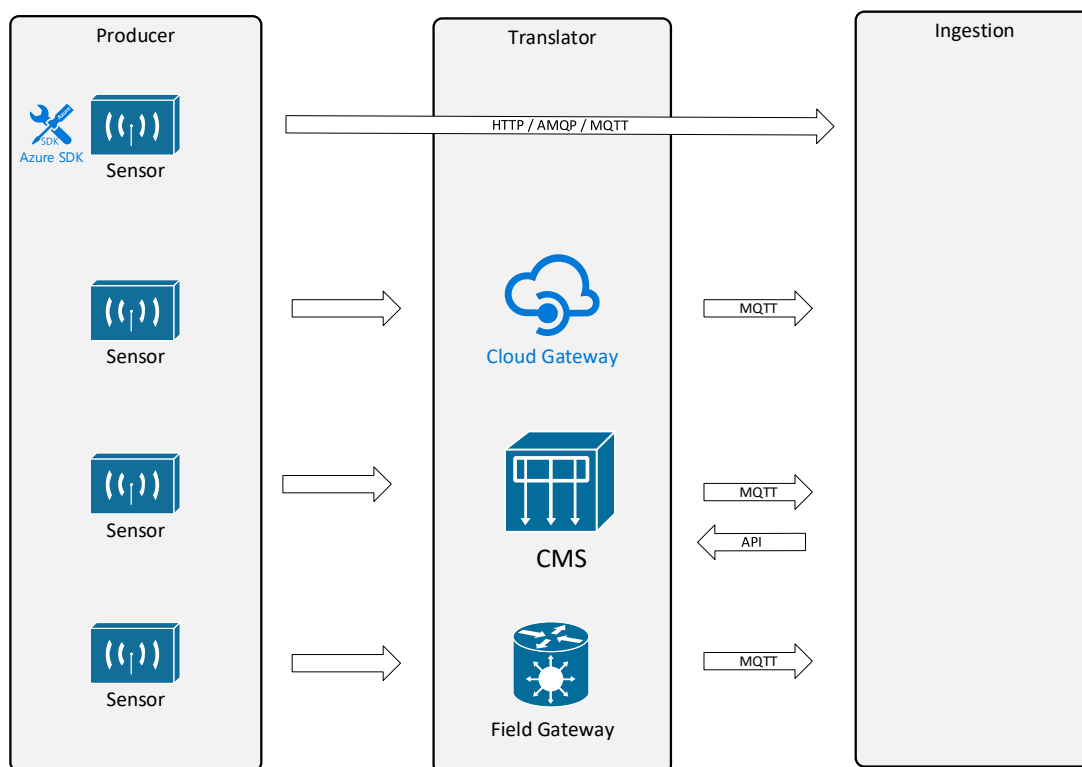 Producer
Translator
Ingestion
Azure
SDK
Azure SDK
Sensor
HTTP / AMQP / MQTT
Sensor
Cloud Gateway
MQTT
Sensor
CMS
MQTT
API
Sensor
Field Gateway
MQTT